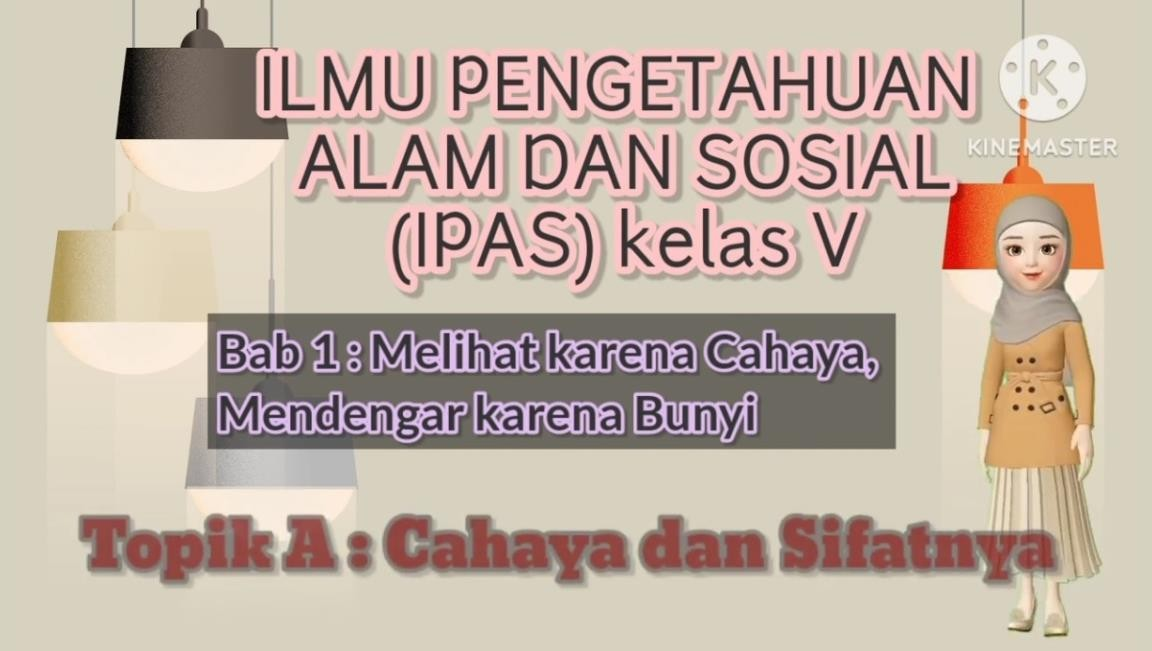 ILMU PENGETAHUAN
ALAM DAN SOSIAL
(IPAS) kelas V
K
KINEMASTER
Bab 1 : Melihat karena Cahaya,
Mendengar karena Bunyi
Topik A : Cahaya dan Sifatnya